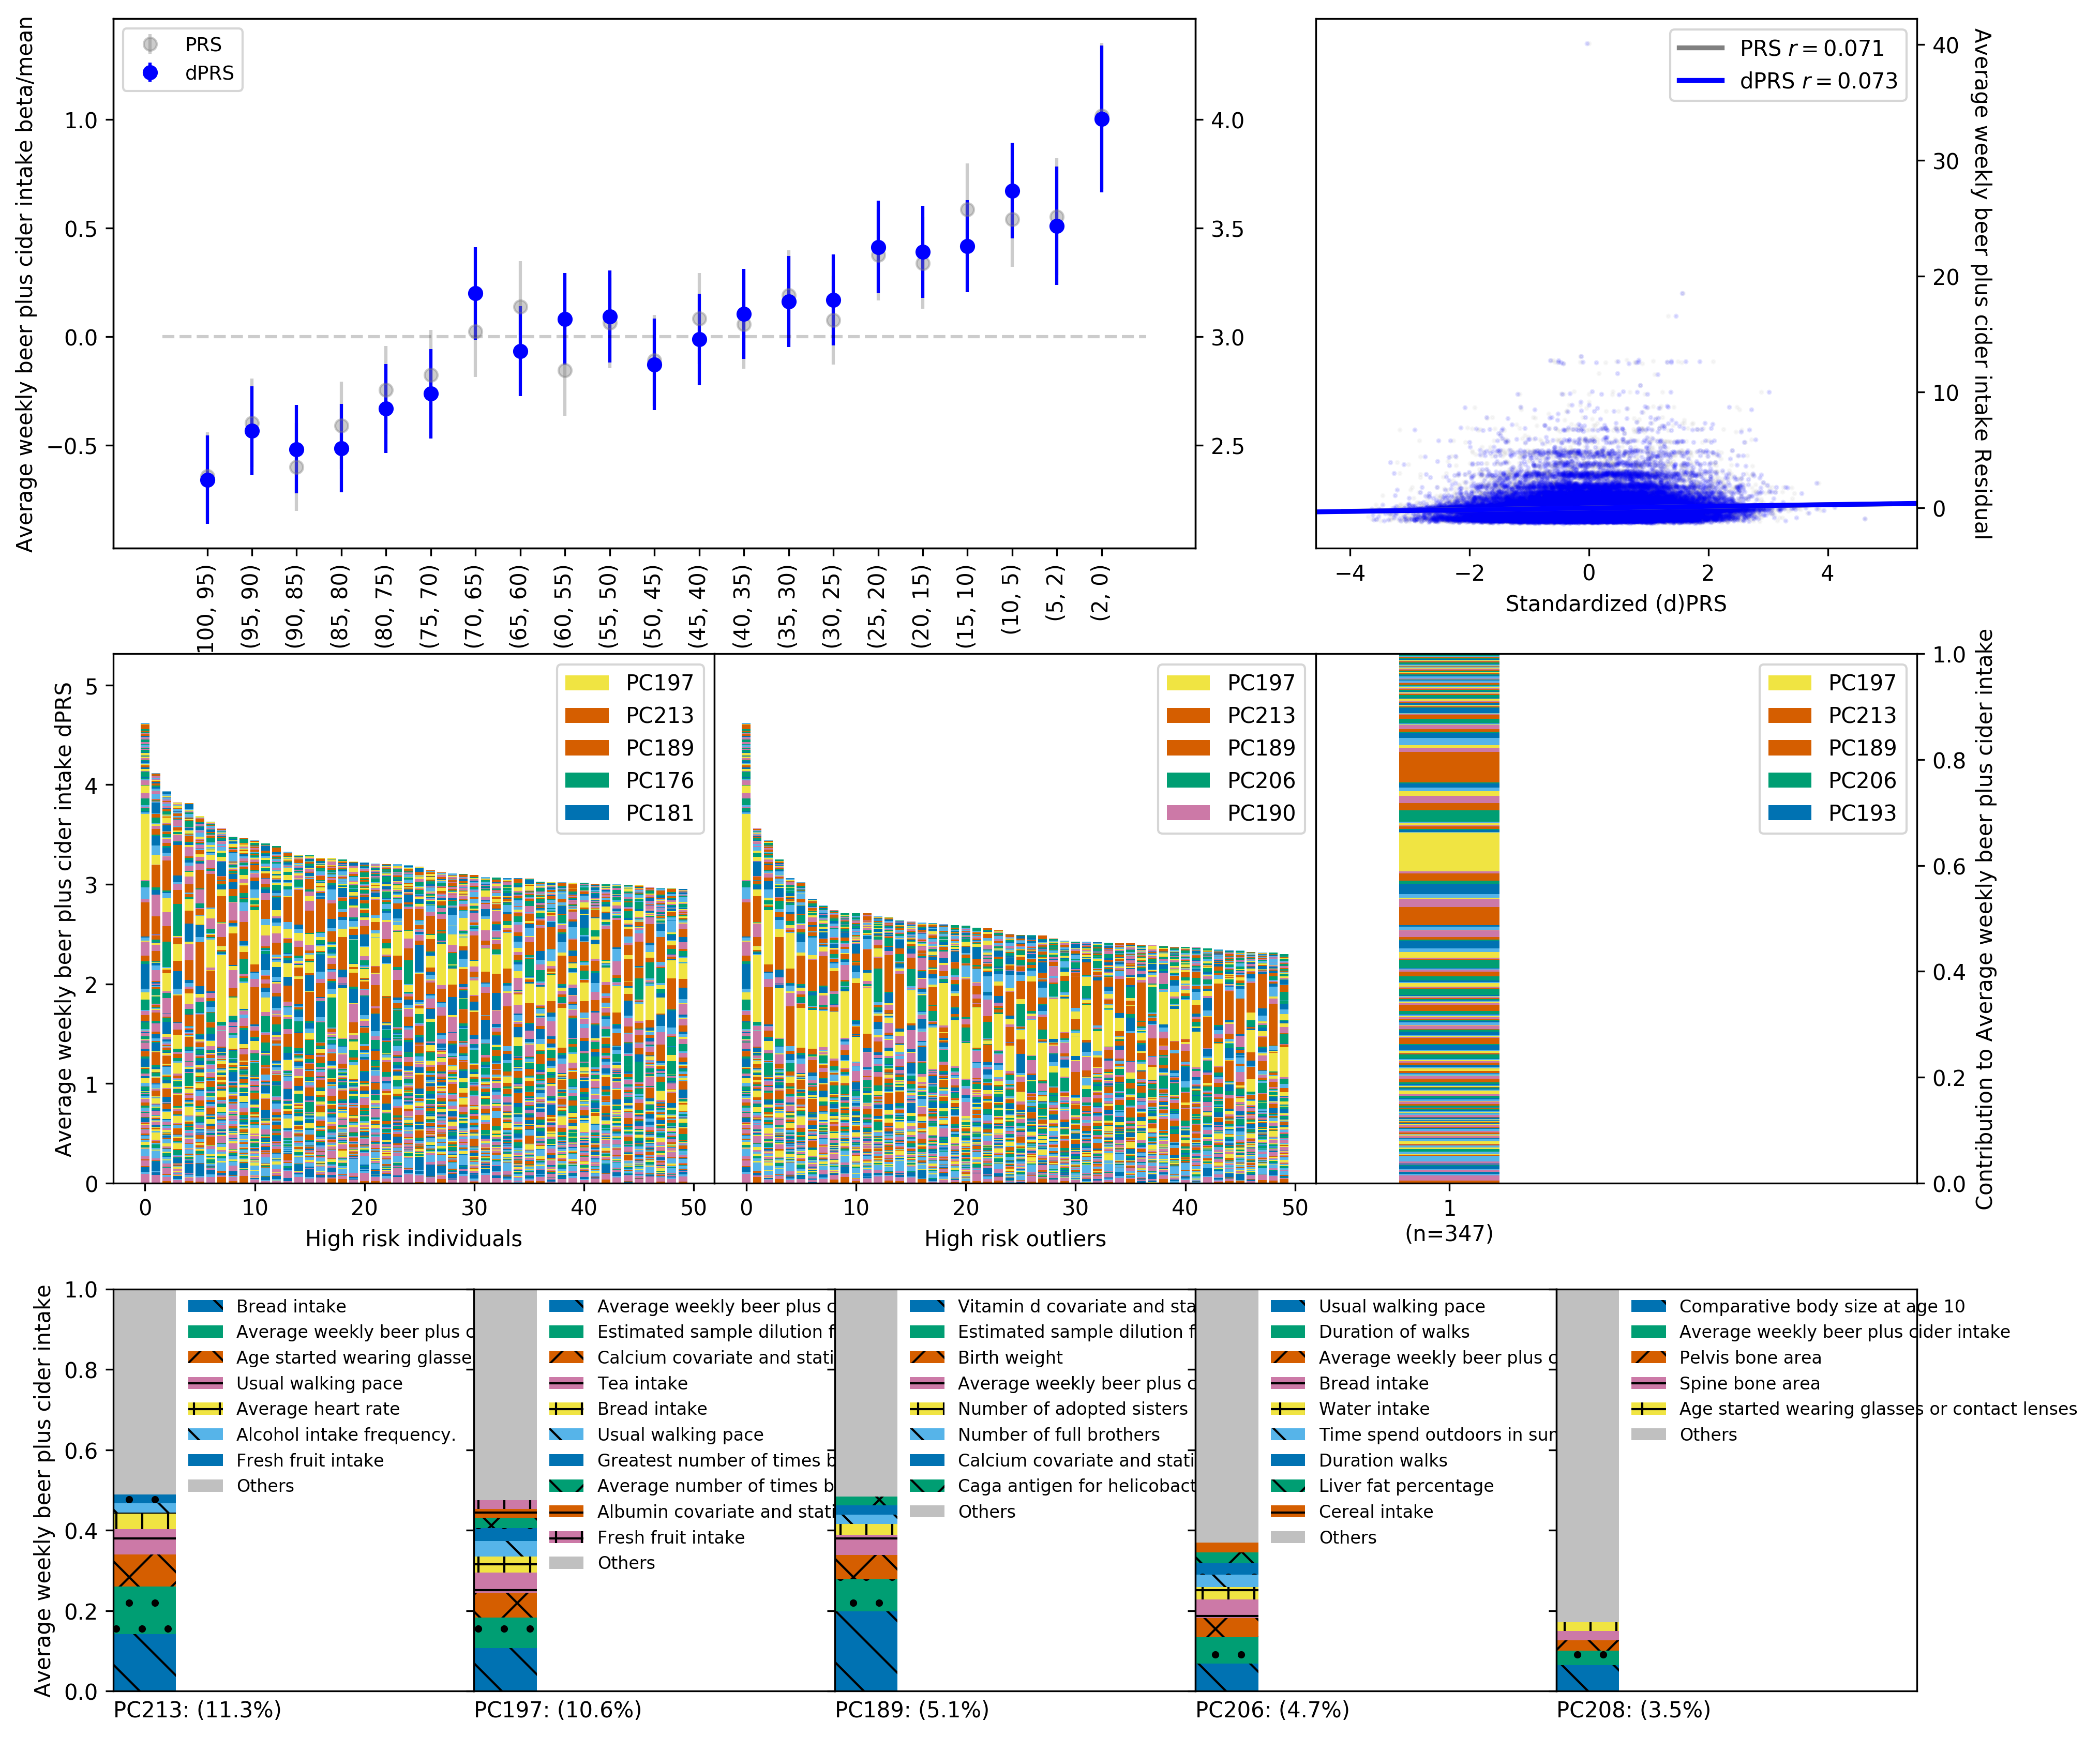 Average weekly beer plus cider intake beta/mean
1.0
0.5
0.0
−0.5
PRS
dPRS
4.0
3.5
3.0
2.5
(95, 90)
(90, 85)
(85, 80)
(80, 75)
(75, 70)
(70, 65)
(65, 60)
(60, 55)
(55, 50)
(50, 45)
(45, 40)
(40, 35)
(35, 30)
(30, 25)
(25, 20)
(20, 15)
(15, 10)
(10, 5)
(5, 2)
(2, 0)
100, 95)
PRS r = 0.071
dPRS r = 0.073
40
30
20
10
0
Average weekly beer plus cider intake Residual
−4 −2 0 2 4
Standardized (d)PRS
Average weekly beer plus cider intake dPRS
5
4
3
2
1
0
PC197
PC213
PC189
PC176
PC181
0 10 20 30 40 50
High risk individuals
PC197
PC213
PC189
PC206
PC190
0 10 20 30 40 50
High risk outliers
PC197
PC213
PC189
PC206
PC193
1
(n=347)
1.0
0.8
0.6
0.4
0.2
0.0
Contribution to Average weekly beer plus cider intake
Average weekly beer plus cider intake
1.0
0.8
0.6
0.4
0.2
0.0
Bread intake
Average weekly beer plus c
Age started wearing glasse
Usual walking pace
Average heart rate
Alcohol intake frequency.
Fresh fruit intake
Others
PC213: (11.3%)
Average weekly beer plus c
Estimated sample dilution f
Calcium covariate and stati
Tea intake
Bread intake
Usual walking pace
Greatest number of times b
Average number of times b
Albumin covariate and stati
Fresh fruit intake
Others
PC197: (10.6%)
Vitamin d covariate and sta
Estimated sample dilution f
Birth weight
Average weekly beer plus c
Number of adopted sisters
Number of full brothers
Calcium covariate and stati
Caga antigen for helicobact
Others
PC189: (5.1%)
Usual walking pace
Duration of walks
Average weekly beer plus c
Bread intake
Water intake
Time spend outdoors in sur
Duration walks
Liver fat percentage
Cereal intake
Others
PC206: (4.7%)
Comparative body size at age 10
Average weekly beer plus cider intake
Pelvis bone area
Spine bone area
Age started wearing glasses or contact lenses
Others
PC208: (3.5%)